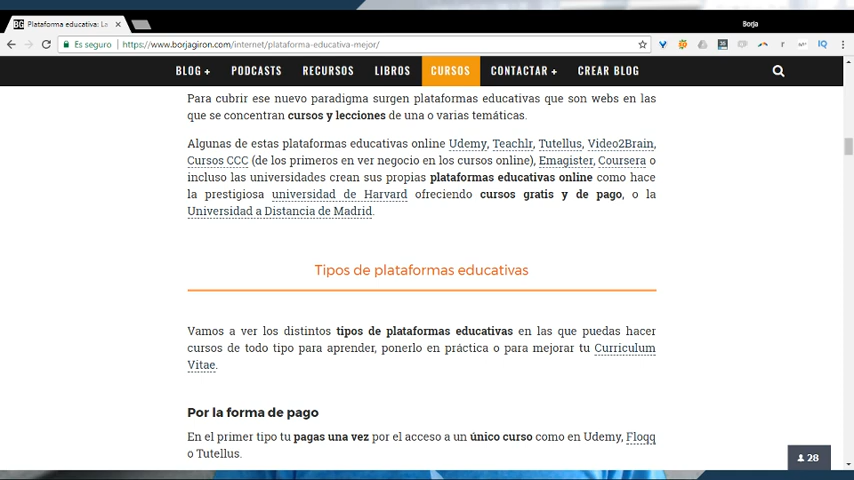 BG Plataforma educativa: La
Borja
Es seguro https://www.borjagiron.com/internet/plataforma-educativa-mejor/
BLOG + PODCASTS RECURSOS LIBROS CURSOS CONTACTAR + CREAR BLOG
Para cubrir ese nuevo paradigma surgen plataformas educativas que son webs en las
que se concentran cursos y lecciones de una o varias temáticas.
Algunas de estas plataformas educativas online Udemy, Teachlr, Tutellus, Video2Brain,
Cursos CCC (de los primeros en ver negocio en los cursos online), Emagister, Coursera o
incluso las universidades crean sus propias plataformas educativas online como hace
la prestigiosa universidad de Harvard ofreciendo cursos gratis y de pago, o la
Universidad a Distancia de Madrid.
Tipos de plataformas educativas
Vamos a ver los distintos tipos de plataformas educativas en las que puedas hacer
cursos de todo tipo para aprender, ponerlo en práctica o para mejorar tu Curriculum
Vitae.
Por la forma de pago
En el primer tipo tu pagas una vez por el acceso a un único curso como en Udemy, Floqq
o Tutellus.
28